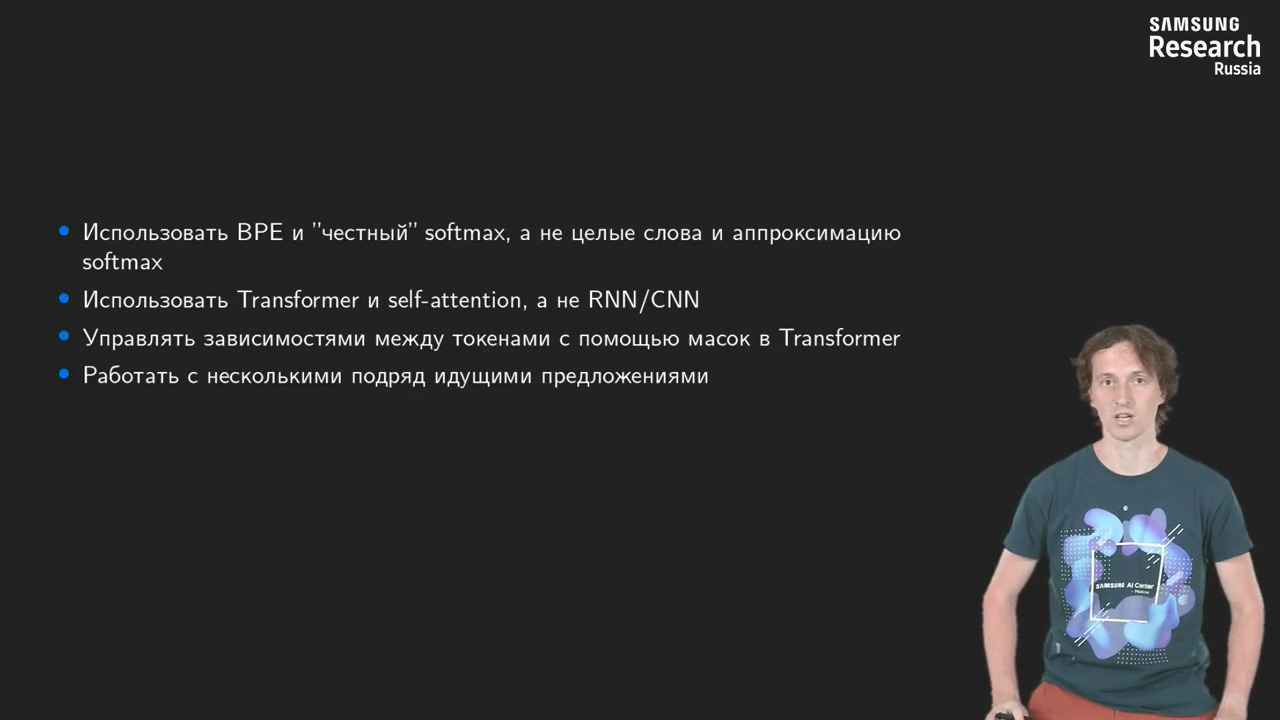 SAMSUNG
Research
Russia
• Использовать BPE и ”честный” softmax, а не целые слова и аппроксимацию
softmax
• Использовать Transformer и self-attention, а не RNN/CNN
• Управлять зависимостями между токенами с помощью масок в Transformer
• Работать с несколькими подряд идущими предложениями
SAMSUNG AI Center